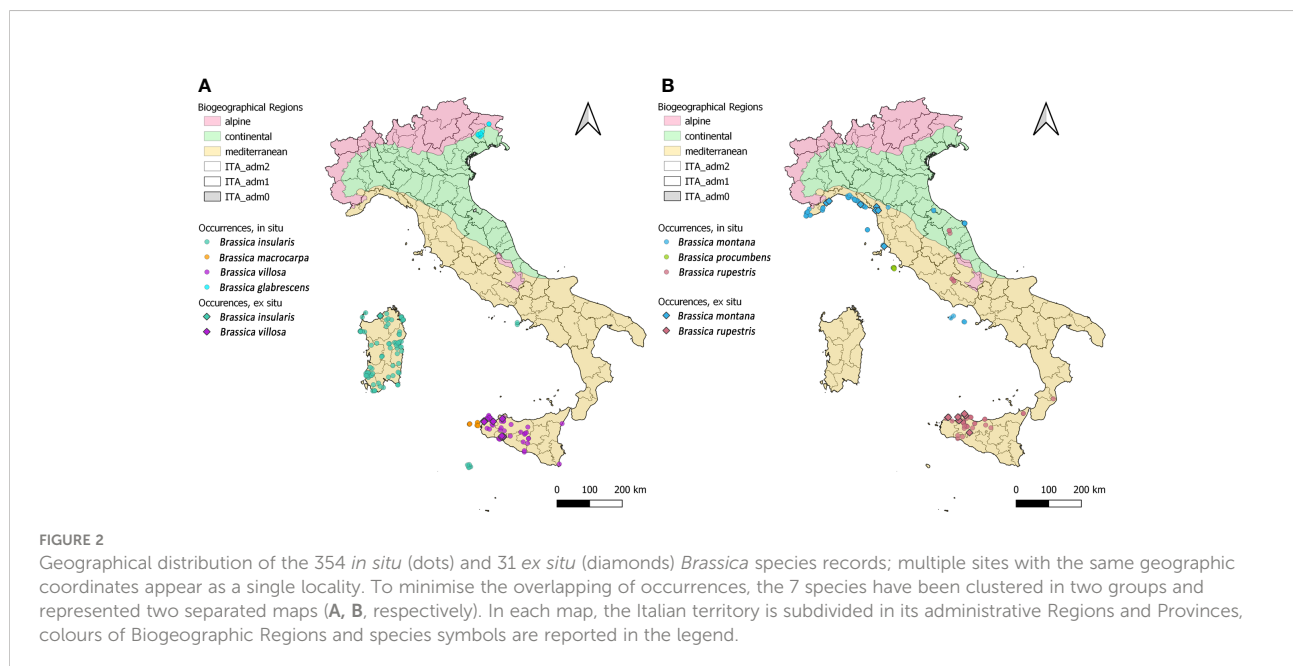 A
Biogeographical Regions
alpine
continental
mediterranean
ITA_adm2
ITA_adm1
ITA_adm0
Occurrences, in situ
Brassica insularis
Brassica macrocarpa
Brassica villosa
Brassica glabrescens
Occurences, ex situ
Brassica insularis
Brassica villosa
0 100 200 km
B
Biogeographical Regions
alpine
continental
mediterranean
ITA_adm2
ITA_adm1
ITA_adm0
Occurrences, in situ
Brassica montana
Brassica procumbens
Brassica rupestris
Occurrences, ex situ
Brassica montana
Brassica rupestris
0 100 200 km
FIGURE 2
Geographical distribution of the 354 in situ (dots) and 31 ex situ (diamonds) Brassica species records; multiple sites with the same geographic
coordinates appear as a single locality. To minimise the overlapping of occurrences, the 7 species have been clustered in two groups and
represented two separated maps (A, B, respectively). In each map, the Italian territory is subdivided in its administrative Regions and Provinces,
colours of Biogeographic Regions and species symbols are reported in the legend.